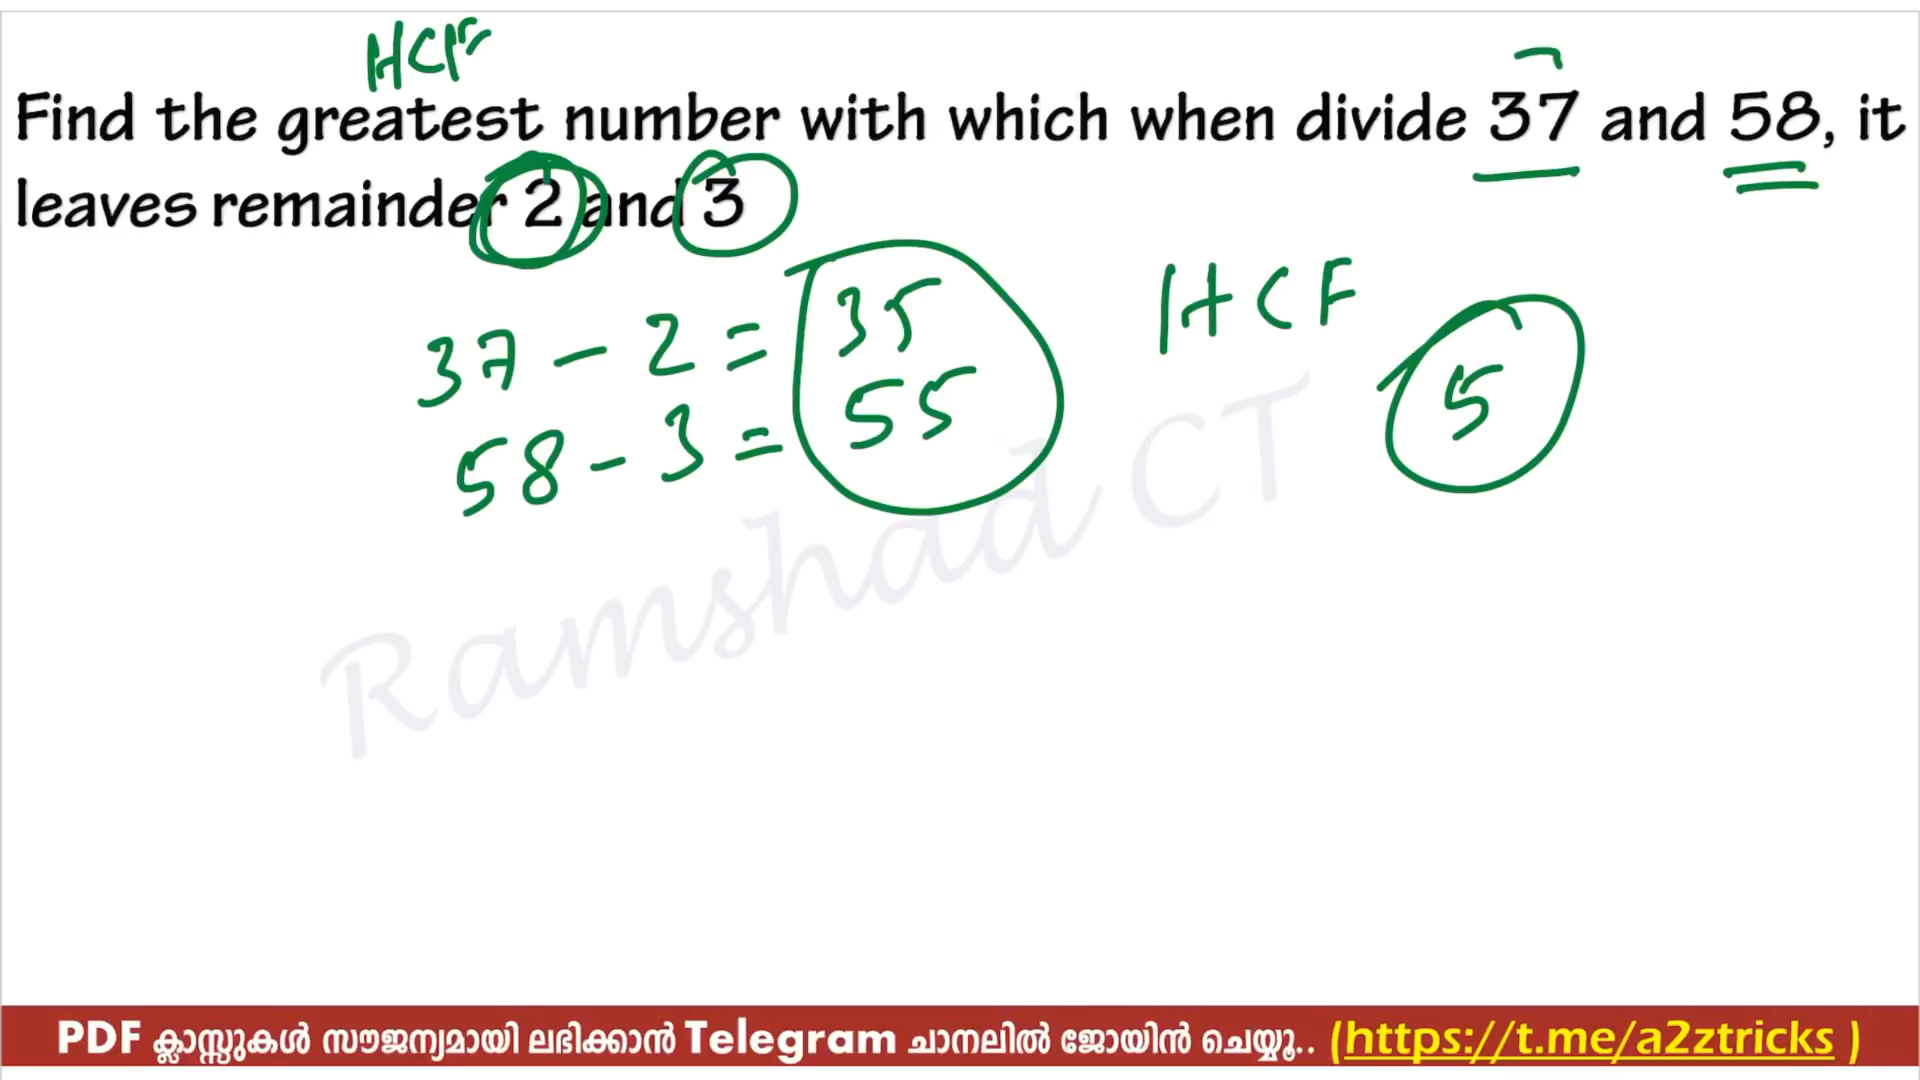 HCF
Find the greatest number with which when divide 37 and 58, it
leaves remainder 2 and 3
37 - 2 = 35
58 - 3 = 55
HCF
5
Ramshad CT
PDF ക്ലാസ്സുകൾ സൗജന്യമായി ലഭിക്കാൻ Telegram ചാനലിൽ ജോയിൻ ചെയ്യൂ.. (https://t.me/a2ztricks )